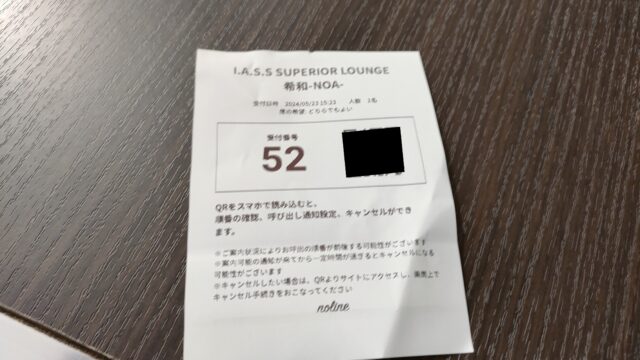 I.A.S.S SUPERIOR LOUNGE
希和-NOA-
受付日時 2024/05/23 15:23 人数 1名
席の希望: どちらでもよい
受付番号
52
QRをスマホで読み込むと、
順番の確認、呼び出し通知設定、キャンセルができ
ます。
※ご案内状況によりお呼出の順番が前後する可能性がございます
※案内可能の通知が来てから一定時間が過ぎるとキャンセルになる
可能性がございます
※キャンセルしたい場合は、QRよりサイトにアクセスし、画面上で
キャンセル手続きをおこなってください
noline